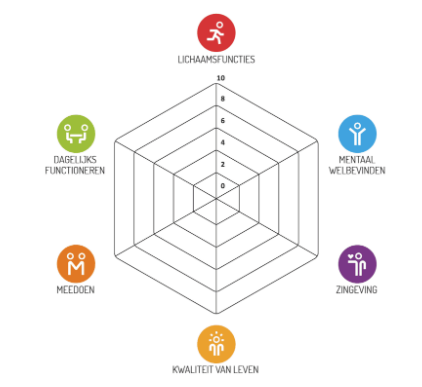 LICHAAMSFUNCTIES
10
8
6
4
2
0
DAGELIJKS
FUNCTIONEREN
MENTAAL
WELBEVINDEN
MEEDOEN
ZINGEVING
KWALITEIT VAN LEVEN